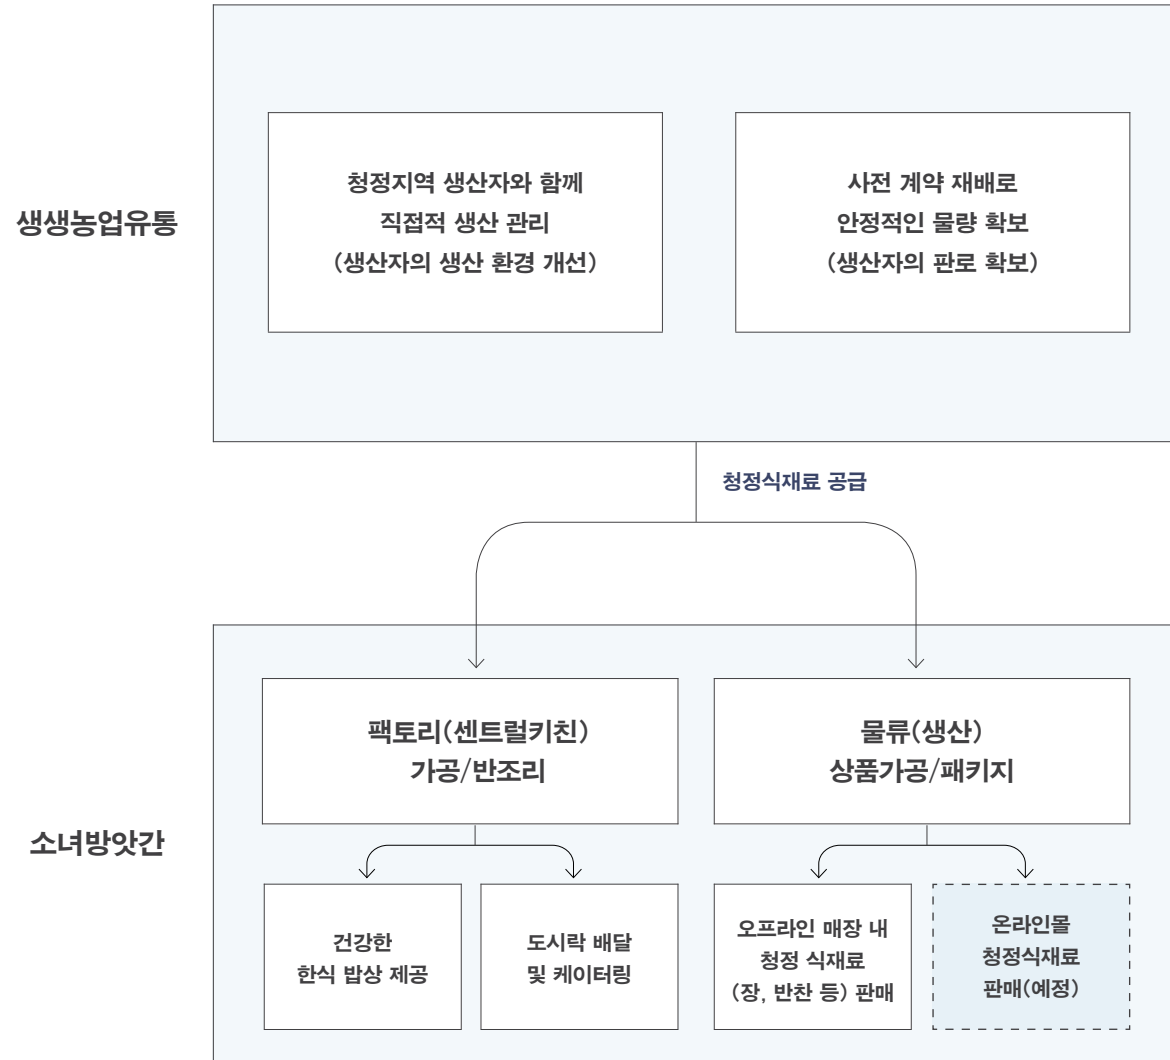 생생농업유통
청정지역 생산자와 함께
직접적 생산 관리
(생산자의 생산 환경 개선)
사전 계약 재배로
안정적인 물량 확보
(생산자의 판로 확보)
청정식재료 공급
소녀방앗간
팩토리(센트럴키친)
가공/반조리
물류(생산)
상품가공/패키지
건강한
한식 밥상 제공
도시락 배달
및 케이터링
오프라인 매장 내
청정 식재료
(장, 반찬 등) 판매
온라인몰
청정식재료
판매(예정)